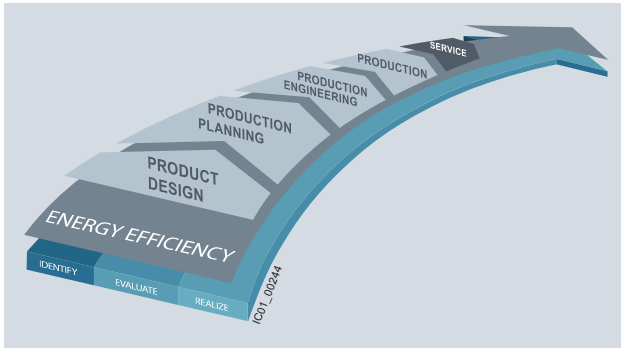 SERVICE
PRODUCTION
PRODUCTION
ENGINEERING
PRODUCTION
PLANNING
PRODUCT
DESIGN
ENERGY EFFICIENCY
IDENTIFY
EVALUATE
REALIZE
IC01_00244